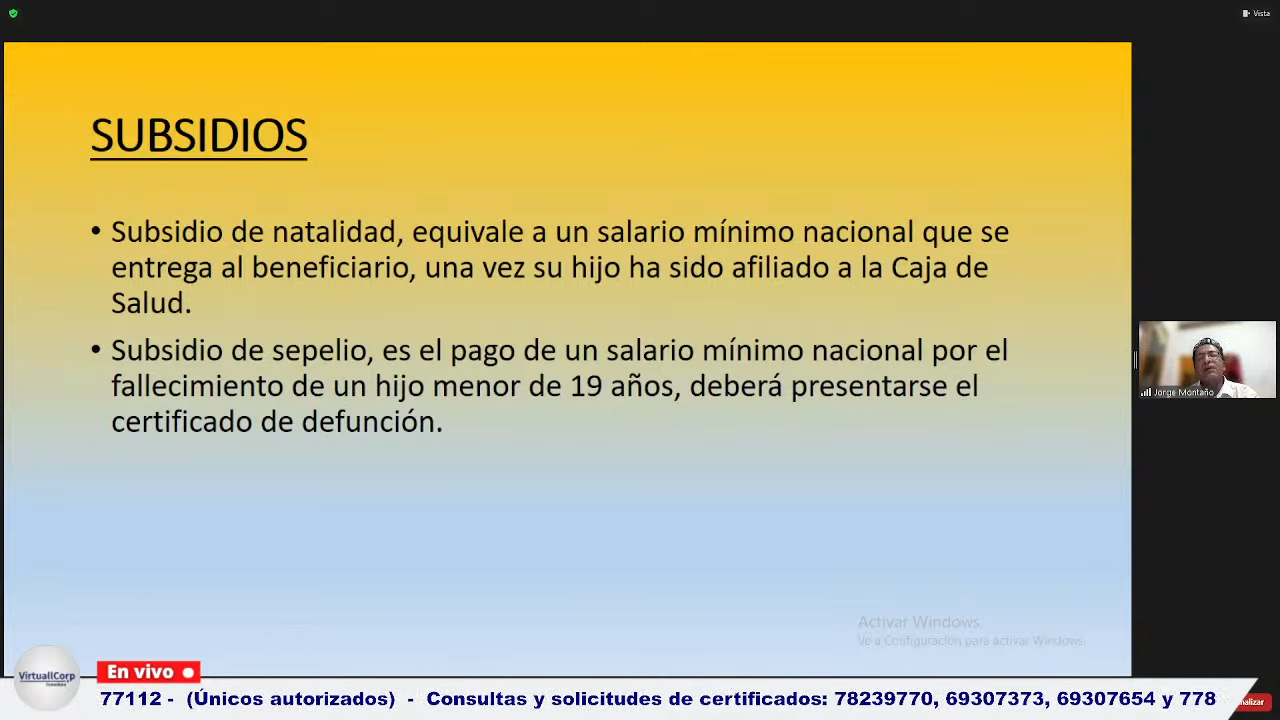 Vista
SUBSIDIOS
• Subsidio de natalidad, equivale a un salario mínimo nacional que se
entrega al beneficiario, una vez su hijo ha sido afiliado a la Caja de
Salud.
• Subsidio de sepelio, es el pago de un salario mínimo nacional por el
fallecimiento de un hijo menor de 19 años, deberá presentarse el
certificado de defunción.
Jorge Montaño
Activar Windows
Ve a Configuración para activar Windows.
VirtuallCorp
En vivo
77112 - (Únicos autorizados) - Consultas y solicitudes de certificados: 78239770, 69307373, 69307654 y 778